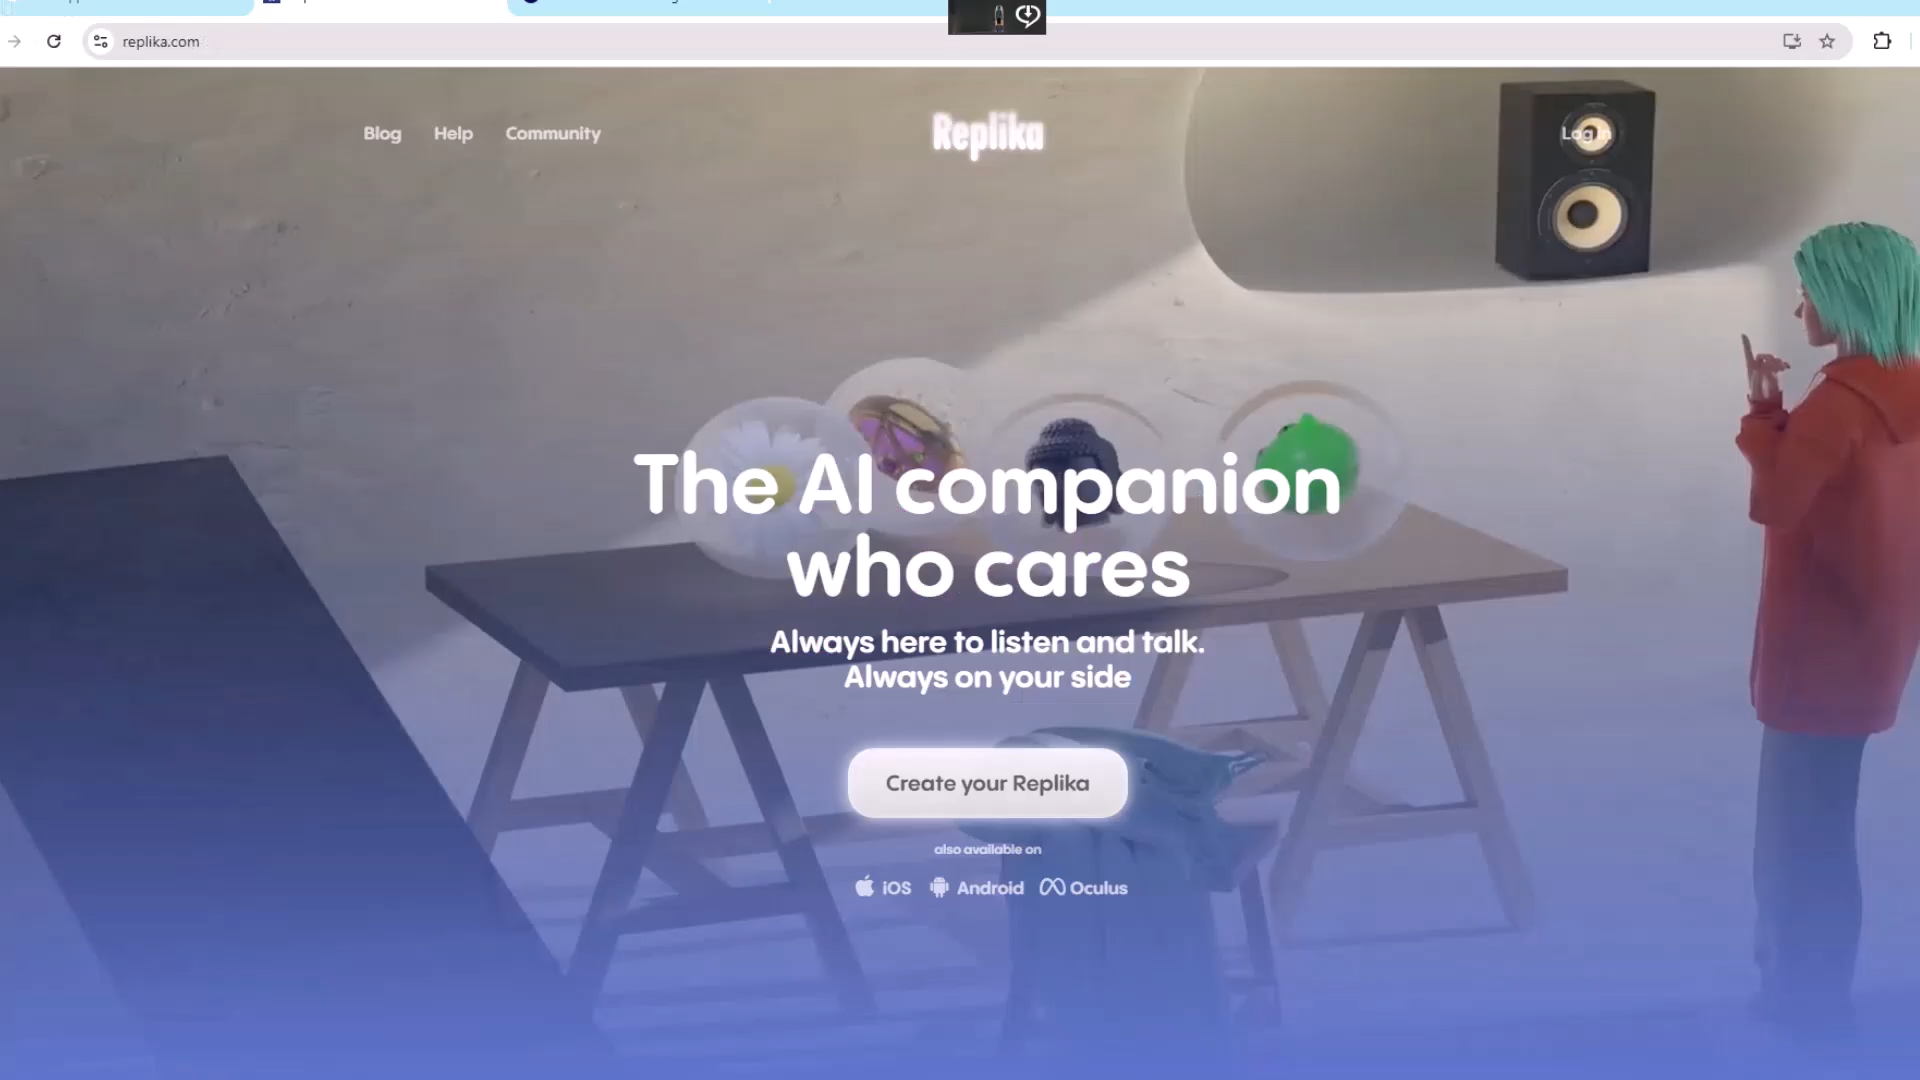 replika.com
Blog Help Community
Replika
Log in
The AI companion
who cares
Always here to listen and talk.
Always on your side
Create your Replika
also available on
iOS Android Oculus